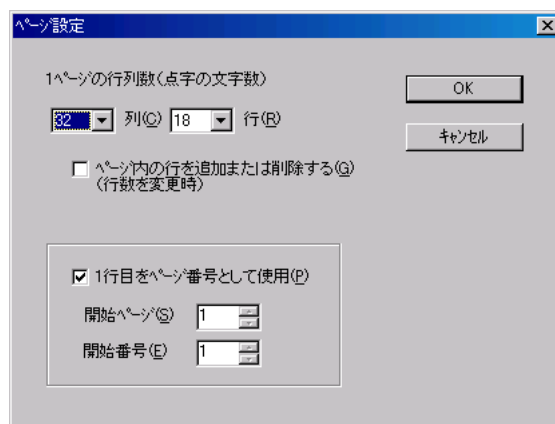 ﾍﾟｰｼﾞ設定
1ﾍﾟｰｼﾞの行列数(点字の文字数)
32 列(C) 18 行(R)
ﾍﾟｰｼﾞ内の行を追加または削除する(G)
(行数を変更時)
1行目をﾍﾟｰｼﾞ番号として使用(P)
開始ﾍﾟｰｼﾞ(S) 1
開始番号(E) 1
OK
ｷｬﾝｾﾙ